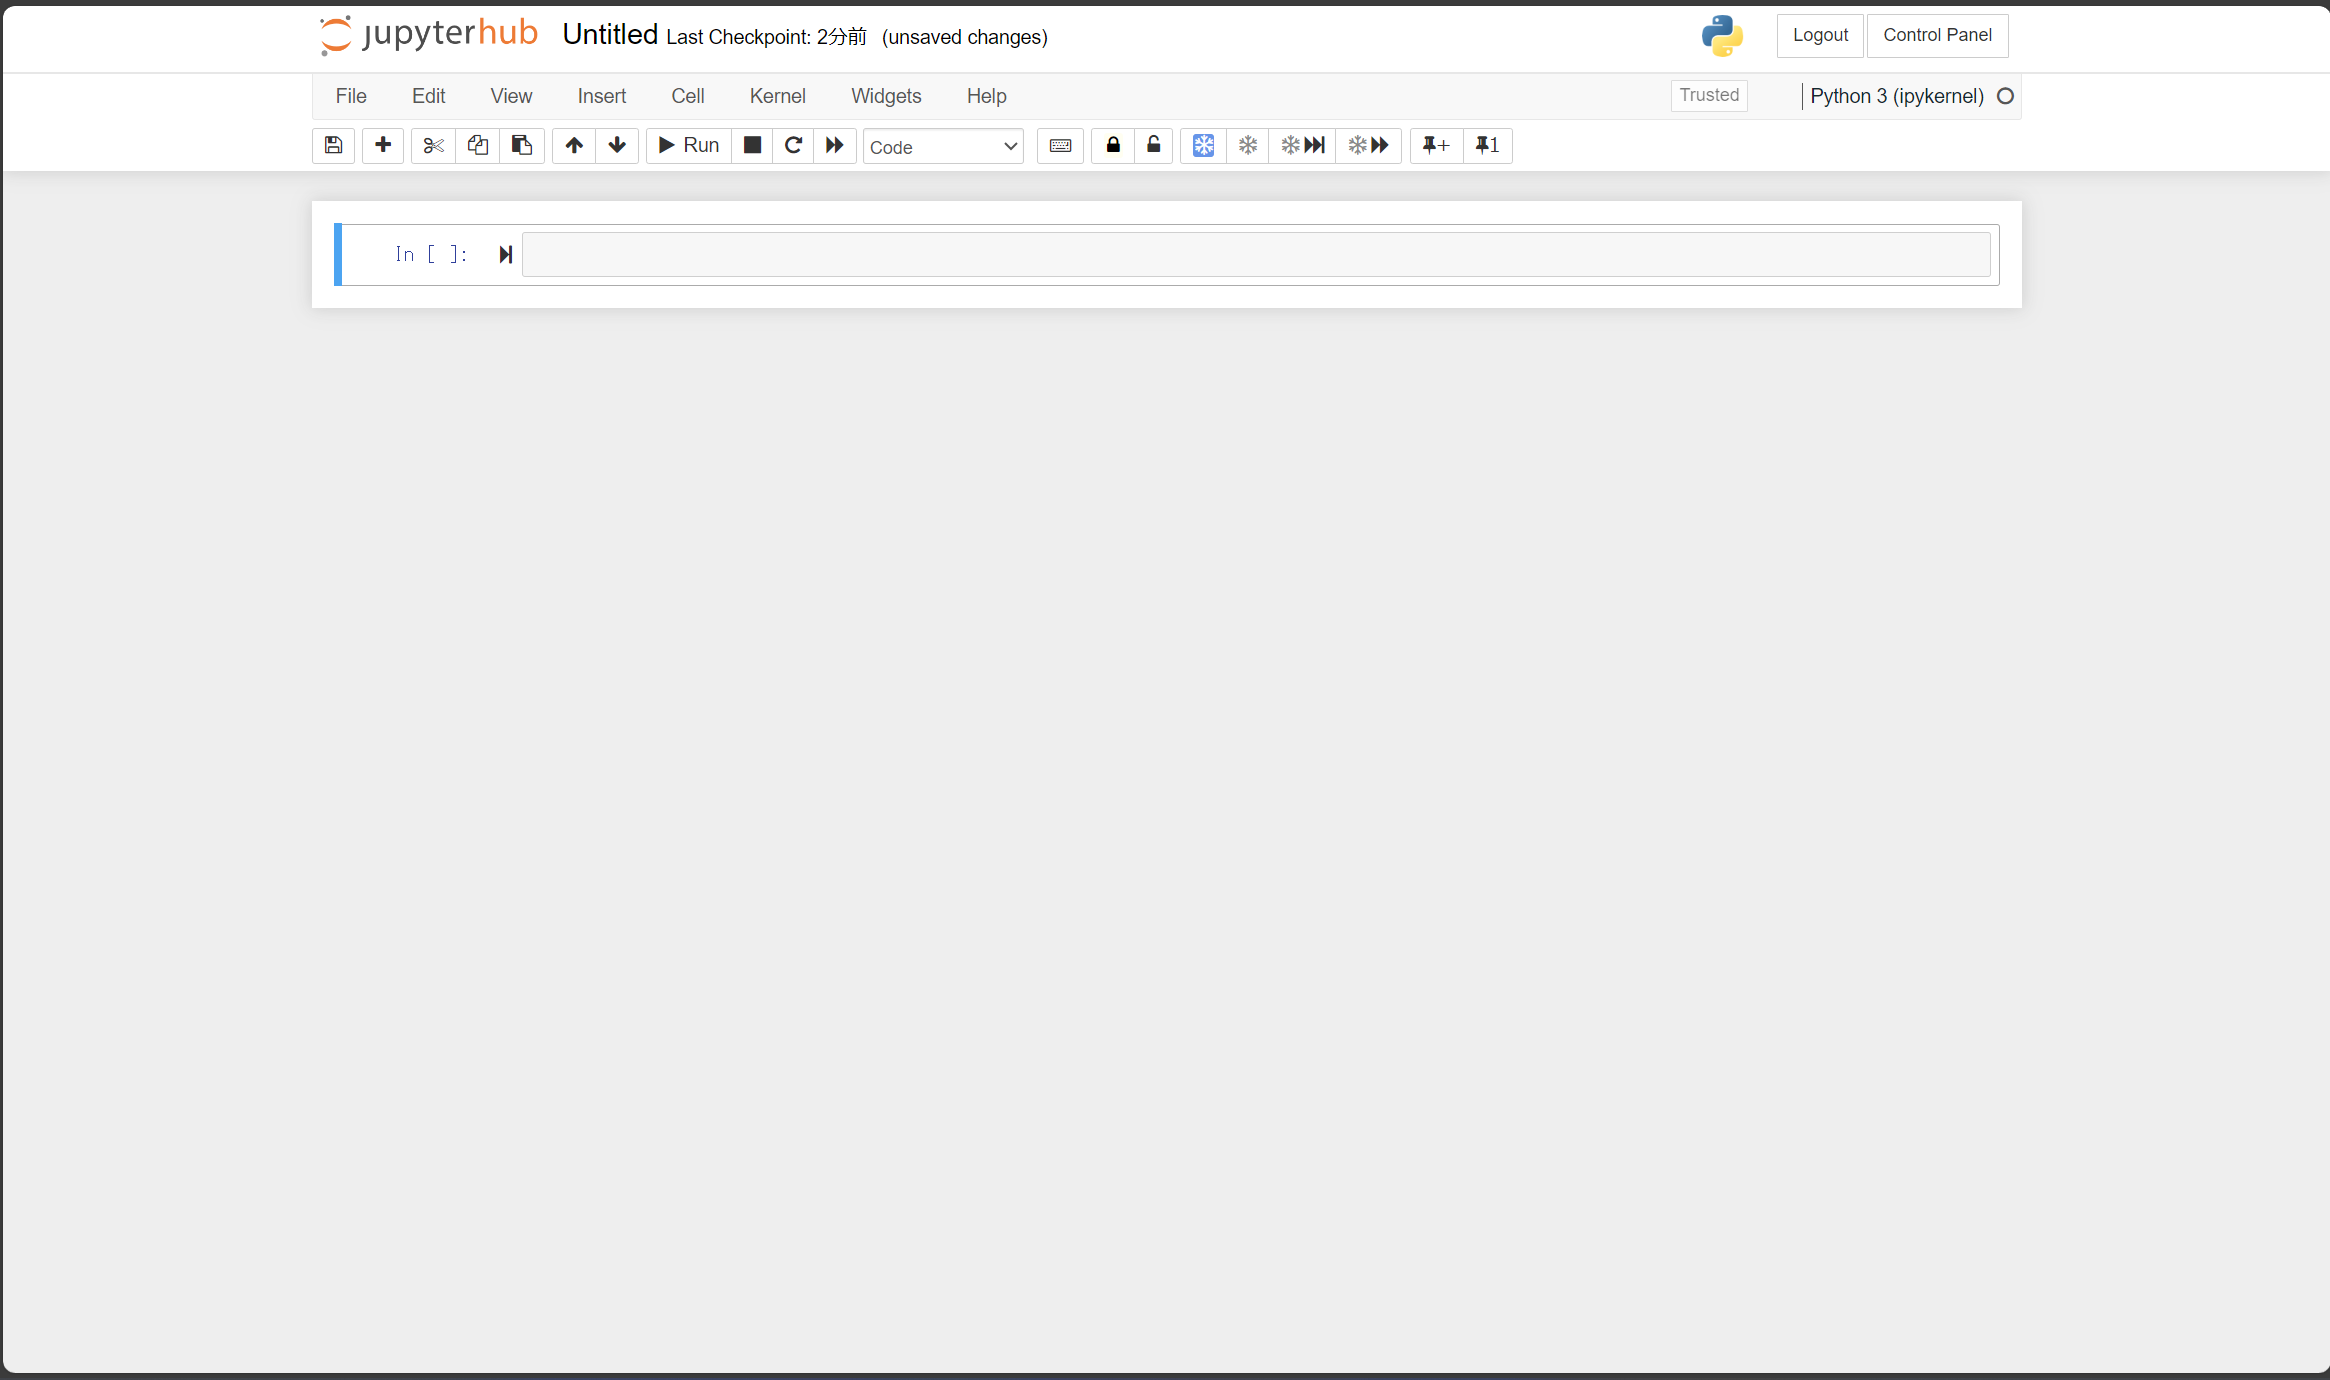 jupyterhub Untitled Last Checkpoint: 2分前 (unsaved changes) Logout Control Panel
File Edit View Insert Cell Kernel Widgets Help Trusted Python 3 (ipykernel)
Run Code + 1
In [ ]: